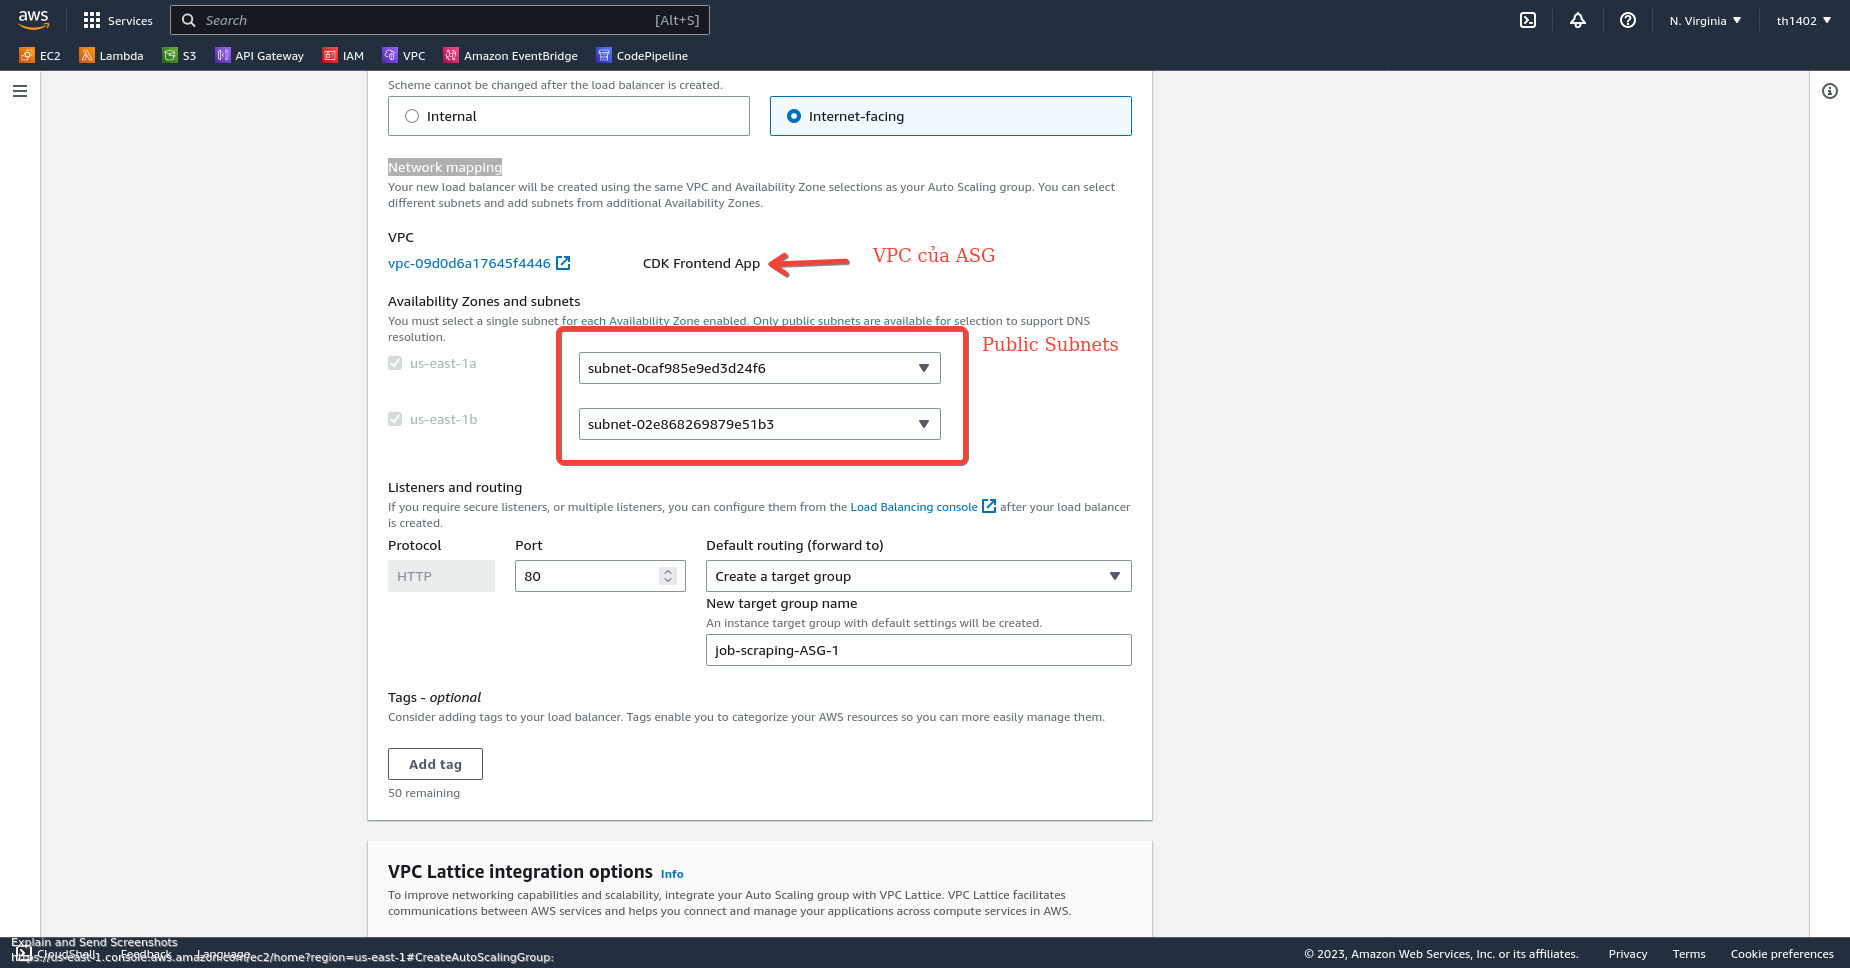 aws
Services
Search
[Alt+S]
N. Virginia
th1402
EC2
Lambda
S3
API Gateway
IAM
VPC
Amazon EventBridge
CodePipeline
Scheme cannot be changed after the load balancer is created.
Internal
Internet-facing
Network mapping
Your new load balancer will be created using the same VPC and Availability Zone selections as your Auto Scaling group. You can select
different subnets and add subnets from additional Availability Zones.
VPC
vpc-09d0d6a17645f4446
CDK Frontend App
VPC của ASG
Availability Zones and subnets
You must select a single subnet for each Availability Zone enabled. Only public subnets are available for selection to support DNS
resolution.
Public Subnets
us-east-1a
subnet-0caf985e9ed3d24f6
us-east-1b
subnet-02e868269879e51b3
Listeners and routing
If you require secure listeners, or multiple listeners, you can configure them from the Load Balancing console after your load balancer
is created.
Protocol
Port
Default routing (forward to)
HTTP
80
Create a target group
New target group name
An instance target group with default settings will be created.
job-scraping-ASG-1
Tags - optional
Consider adding tags to your load balancer. Tags enable you to categorize your AWS resources so you can more easily manage them.
Add tag
50 remaining
VPC Lattice integration options Info
To improve networking capabilities and scalability, integrate your Auto Scaling group with VPC Lattice. VPC Lattice facilitates
communications between AWS services and helps you connect and manage your applications across compute services in AWS.
Explain and Send Screenshots
CloudShell
Feedback
Language
https://us-east-1.console.aws.amazon.com/ec2/home?region=us-east-1#CreateAutoScalingGroup:
© 2023, Amazon Web Services, Inc. or its affiliates.
Privacy
Terms
Cookie preferences